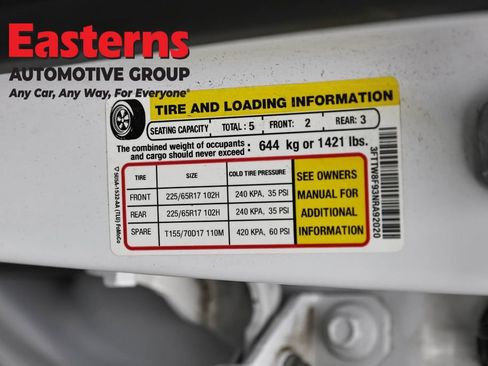 Easterns
AUTOMOTIVE GROUP
Any Car, Any Way, For Everyone®
TIRE AND LOADING INFORMATION
SEATING CAPACITY TOTAL: 5 FRONT: 2 REAR: 3
The combined weight of occupants and cargo should never exceed: 644 kg or 1421 lbs.
TIRE SIZE COLD TIRE PRESSURE
FRONT 225/65R17 102H 240 KPA, 35 PSI
REAR 225/65R17 102H 240 KPA, 35 PSI
SPARE T155/70D17 110M 420 KPA, 60 PSI
SEE OWNERS
MANUAL FOR
ADDITIONAL
INFORMATION
3FTTW8F93NRA92020